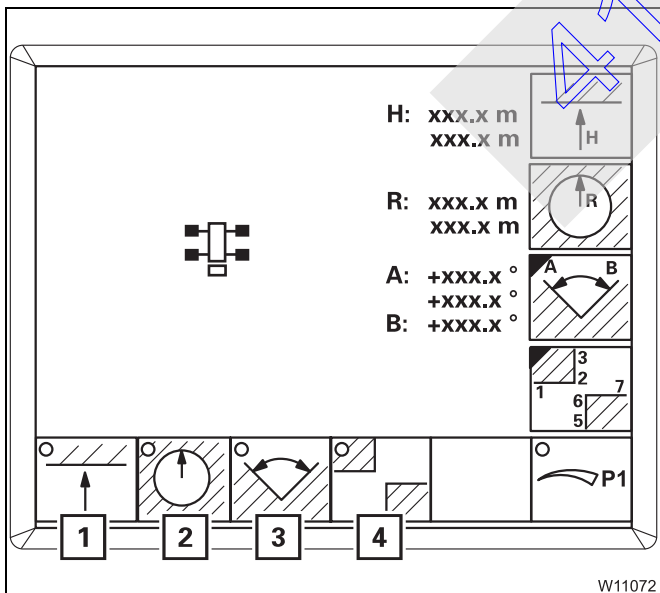 H: xxx.x m
xxx.x m
H
R: xxx.x m
xxx.x m
R
A: +xxx.x °
+xxx.x °
B: +xxx.x °
A B
3
2
1 7
6
5
P1
1 2 3 4
W11072